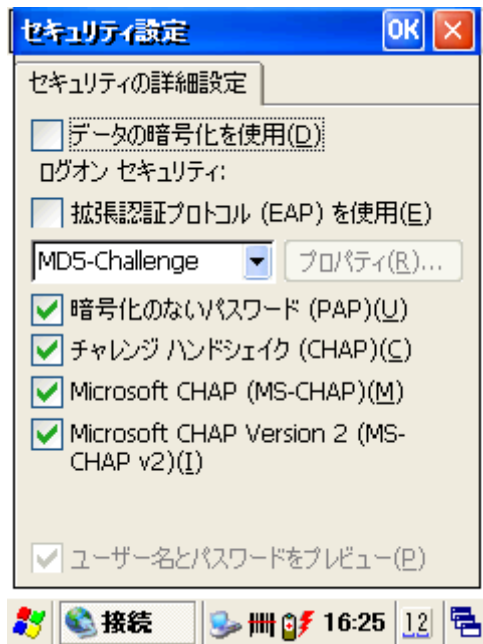 セキュリティ設定 OK
セキュリティの詳細設定
データの暗号化を使用(D)
ログオン セキュリティ:
拡張認証プロトコル (EAP) を使用(E)
MD5-Challenge プロパティ(R)...
暗号化のないパスワード (PAP)(U)
チャレンジ ハンドシェイク (CHAP)(C)
Microsoft CHAP (MS-CHAP)(M)
Microsoft CHAP Version 2 (MS-
CHAP v2)(I)
ユーザー名とパスワードをプレビュー(P)
接続 16:25 12